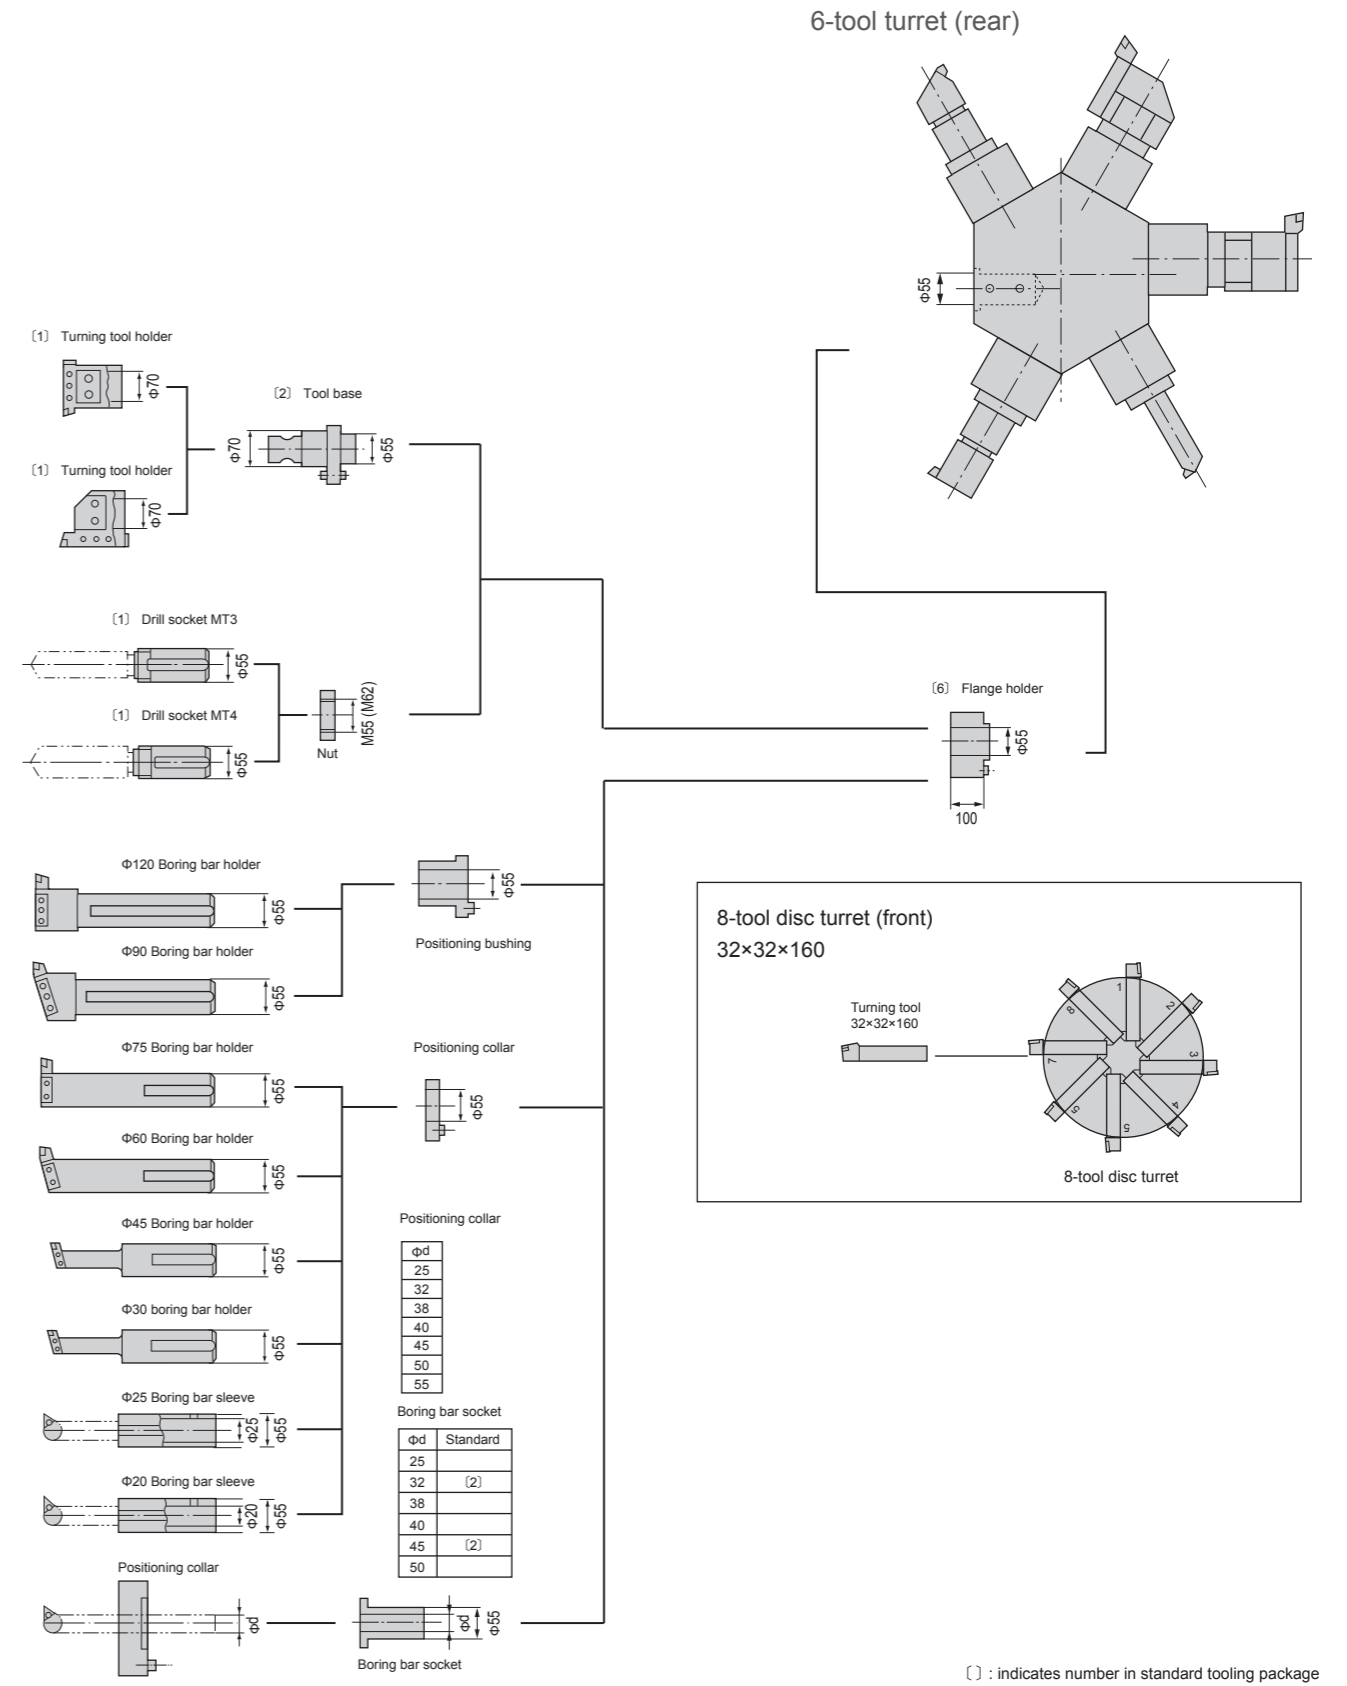 6-tool turret (rear)
Φ55
〔1〕 Turning tool holder
Φ70
〔2〕 Tool base
Φ70
Φ55
〔1〕 Turning tool holder
Φ70
〔1〕 Drill socket MT3
Φ55
〔1〕 Drill socket MT4
Φ55
M55 (M62)
Nut
〔6〕 Flange holder
Φ55
100
Φ120 Boring bar holder
Φ55
Φ90 Boring bar holder
Φ55
Φ55
Positioning bushing
Φ75 Boring bar holder
Φ55
Positioning collar
Φ55
Φ60 Boring bar holder
Φ55
Φ45 Boring bar holder
Φ55
Φ30 boring bar holder
Φ55
Φ25 Boring bar sleeve
Φ25
Φ55
Φ20 Boring bar sleeve
Φ20
Φ55
Positioning collar
Φd
Positioning collar
Φd
25
32
38
40
45
50
55
Boring bar socket
Φd Standard
25
32 〔2〕
38
40
45 〔2〕
50
Φd
Φ55
Boring bar socket
8-tool disc turret (front)
32×32×160
Turning tool
32×32×160
1
2
3
4
5
5
7
8
8-tool disc turret
〔 〕: indicates number in standard tooling package